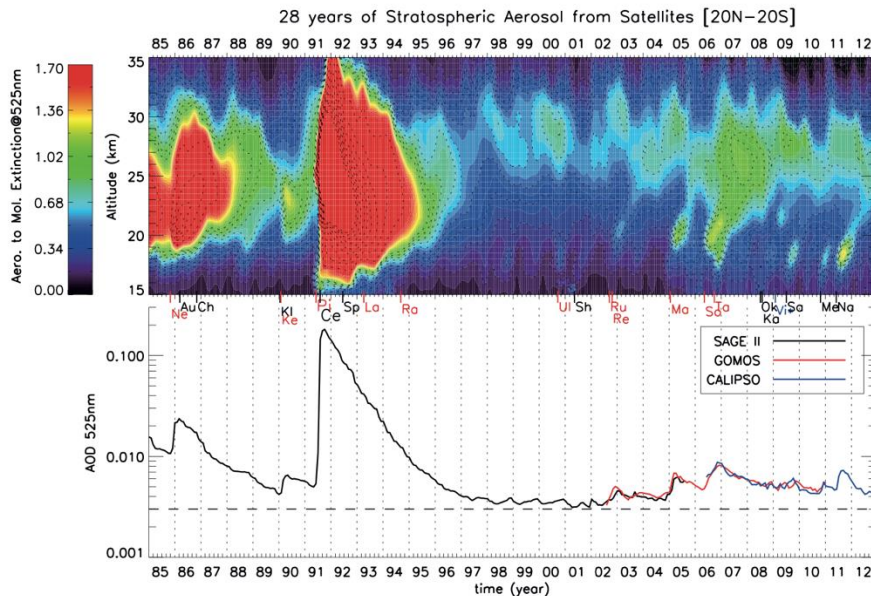 28 years of Stratospheric Aerosol from Satellites [20N−20S]
85 86 87 88 89 90 91 92 93 94 95 96 97 98 99 00 01 02 03 04 05 06 07 08 09 10 11 12
1.70
1.36
1.02
0.68
0.34
0.00
Aero. to Mol. Extinction@525nm
Altitude (km)
35
30
25
20
15
Ne Au Ch Kl Ke Pi Ce Sp La Ra Ul Sh Ru Re Ma So Ta Ok Ka Vi* Sa Me Na
SAGE II
GOMOS
CALIPSO
AOD 525nm
0.100
0.010
0.001
85 86 87 88 89 90 91 92 93 94 95 96 97 98 99 00 01 02 03 04 05 06 07 08 09 10 11 12
time (year)